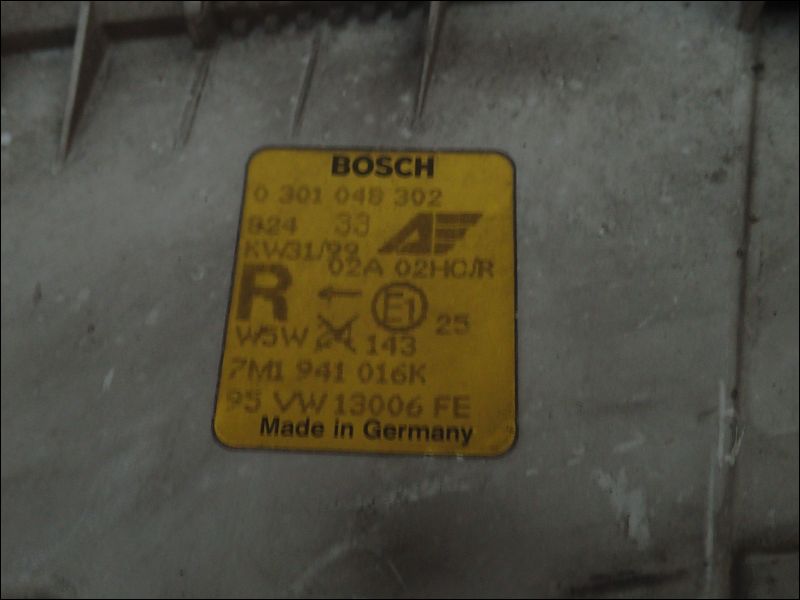 BOSCH
0 301 048 302
824 33
KW31/99
02A 02HC/R
R ← E1 25
W5W 143
7M1 941 016K
95 VW 13006 FE
Made in Germany